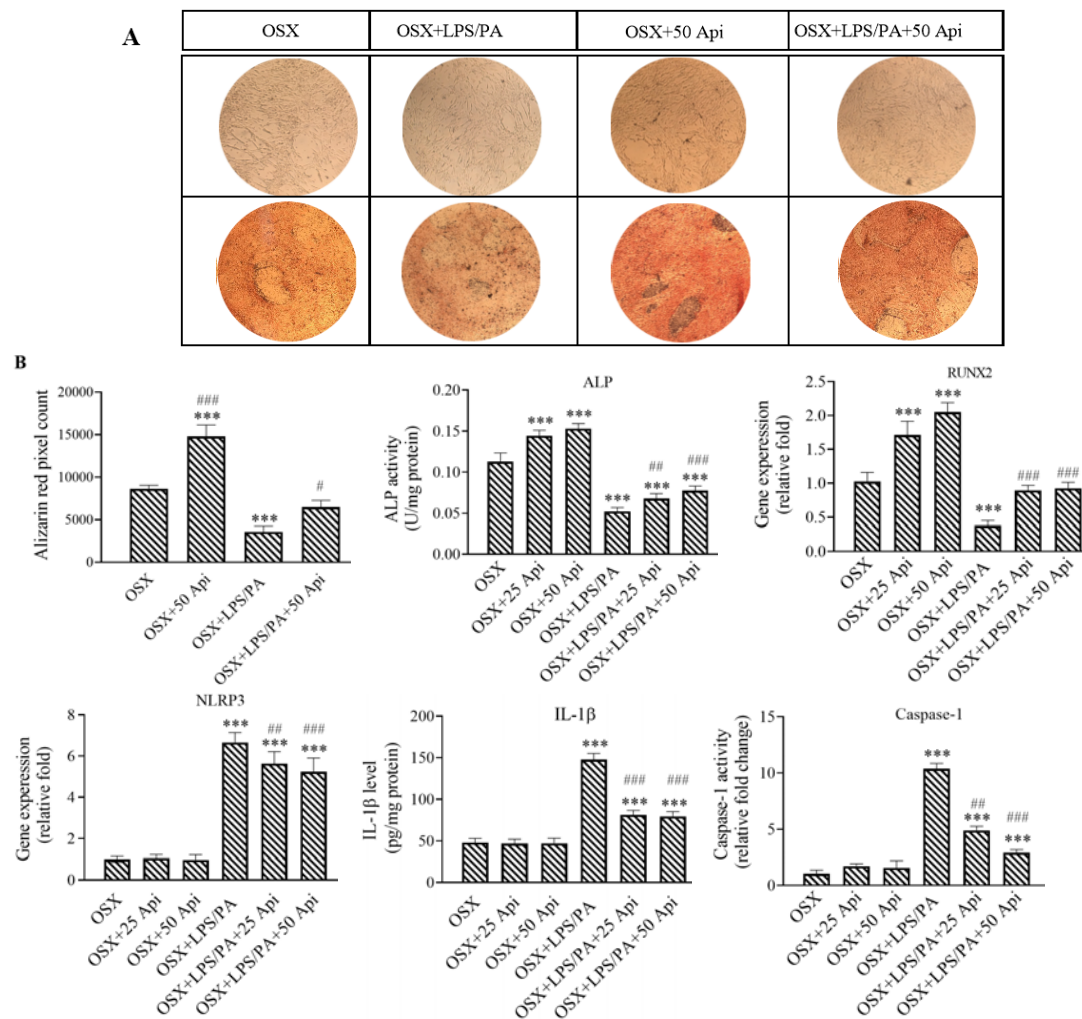 A
OSX
OSX+LPS/PA
OSX+50 Api
OSX+LPS/PA+50 Api
B
Alizarin red pixel count
20000
15000
10000
5000
0
###
***
***
#
OSX
OSX+50 Api
OSX+LPS/PA
OSX+LPS/PA+50 Api
ALP
ALP activity
(U/mg protein)
0.20
0.15
0.10
0.05
0.00
***
***
***
##
***
###
***
OSX
OSX+25 Api
OSX+50 Api
OSX+LPS/PA
OSX+LPS/PA+25 Api
OSX+LPS/PA+50 Api
RUNX2
Gene experession
(relative fold)
2.5
2.0
1.5
1.0
0.5
0.0
***
***
***
###
###
OSX
OSX+25 Api
OSX+50 Api
OSX+LPS/PA
OSX+LPS/PA+25 Api
OSX+LPS/PA+50 Api
NLRP3
Gene experession
(relative fold)
8
6
4
2
0
***
##
***
###
***
OSX
OSX+25 Api
OSX+50 Api
OSX+LPS/PA
OSX+LPS/PA+25 Api
OSX+LPS/PA+50 Api
IL-1β
IL-1β level
(pg/mg protein)
200
150
100
50
0
***
###
***
###
***
OSX
OSX+25 Api
OSX+50 Api
OSX+LPS/PA
OSX+LPS/PA+25 Api
OSX+LPS/PA+50 Api
Caspase-1
Caspase-1 activity
(relative fold change)
15
10
5
0
***
##
***
###
***
OSX
OSX+25 Api
OSX+50 Api
OSX+LPS/PA
OSX+LPS/PA+25 Api
OSX+LPS/PA+50 Api